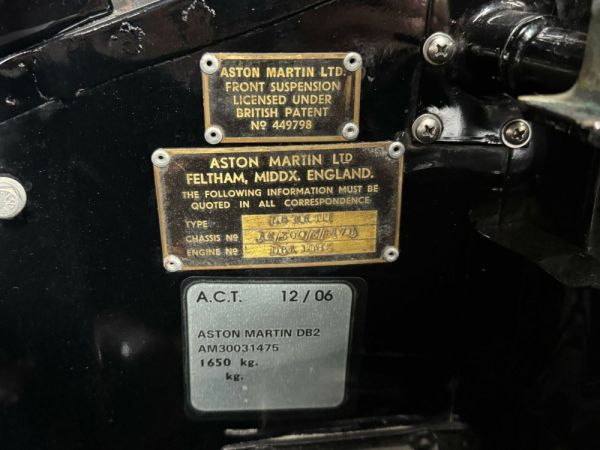 ASTON MARTIN LTD.
FRONT SUSPENSION
LICENSED UNDER
BRITISH PATENT
Nº 449798
ASTON MARTIN LTD
FELTHAM, MIDDX. ENGLAND.
THE FOLLOWING INFORMATION MUST BE
QUOTED IN ALL CORRESPONDENCE
TYPE
CHASSIS Nº
ENGINE Nº
A.C.T. 12/06
ASTON MARTIN DB2
AM30031475
1650 kg.
kg.